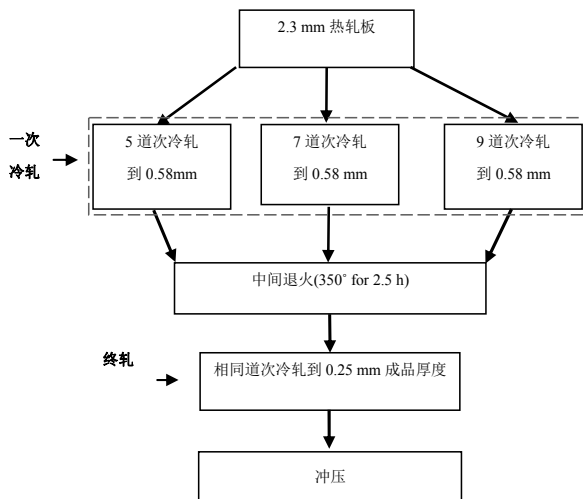 2.3 mm 热轧板
一次
冷轧
5 道次冷轧
到 0.58mm
7 道次冷轧
到 0.58 mm
9 道次冷轧
到 0.58 mm
中间退火(350° for 2.5 h)
终轧
相同道次冷轧到 0.25 mm 成品厚度
冲压